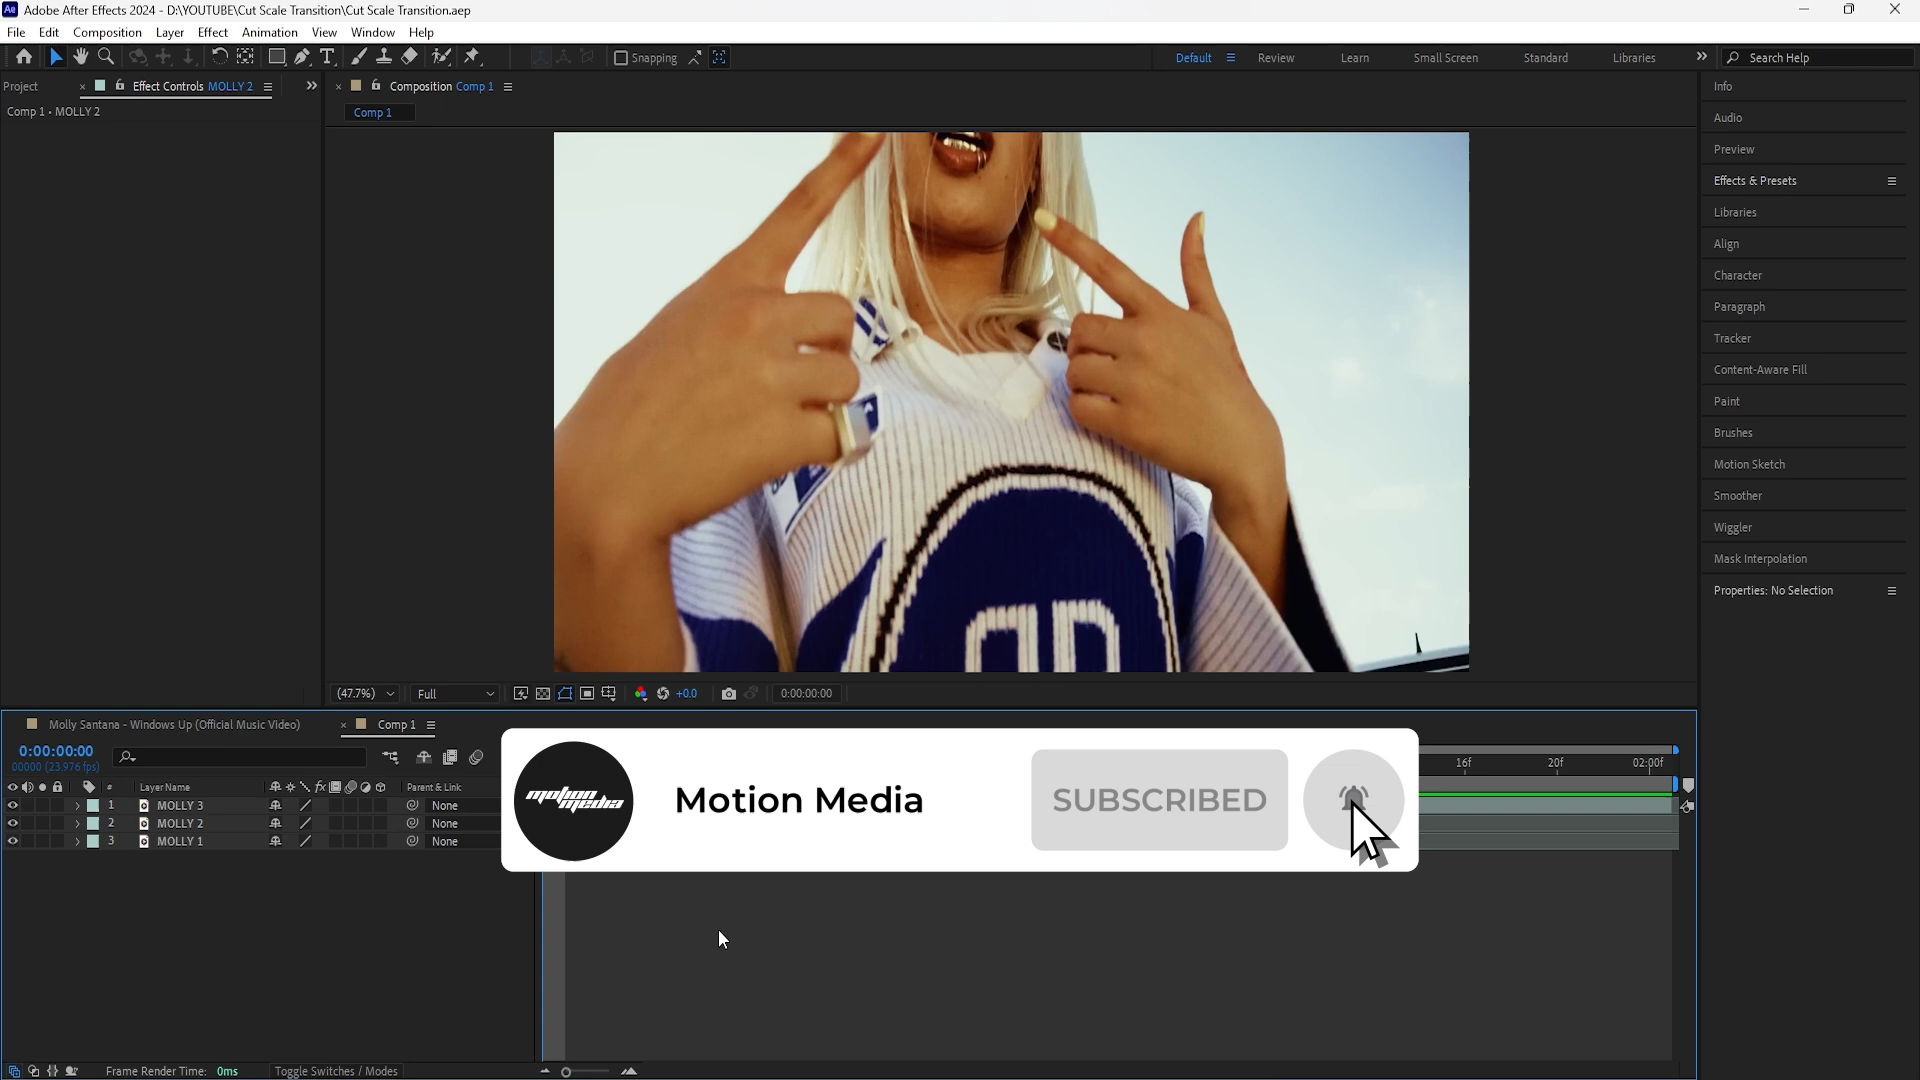 Adobe After Effects 2024 - D:\YOUTUBE\Cut Scale Transition\Cut Scale Transition.aep
File Edit Composition Layer Effect Animation View Window Help
Snapping Default Review Learn Small Screen Standard Libraries Search Help
Project Effect Controls MOLLY 2 Composition Comp 1 Info
Comp 1 • MOLLY 2 Comp 1
Audio
Preview
Effects & Presets
Libraries
Align
Character
Paragraph
Tracker
Content-Aware Fill
Paint
Brushes
Motion Sketch
Smoother
Wiggler
Mask Interpolation
Properties: No Selection
(47.7%) Full +0.0 0:00:00:00
Molly Santana - Windows Up (Official Music Video) Comp 1
0:00:00:00
00000 (23.976 fps)
16f 20f 02:00f
# Layer Name fx Parent & Link
1 MOLLY 3 None
2 MOLLY 2 None
3 MOLLY 1 None
motion media
Motion Media SUBSCRIBED
Frame Render Time: 0ms Toggle Switches / Modes